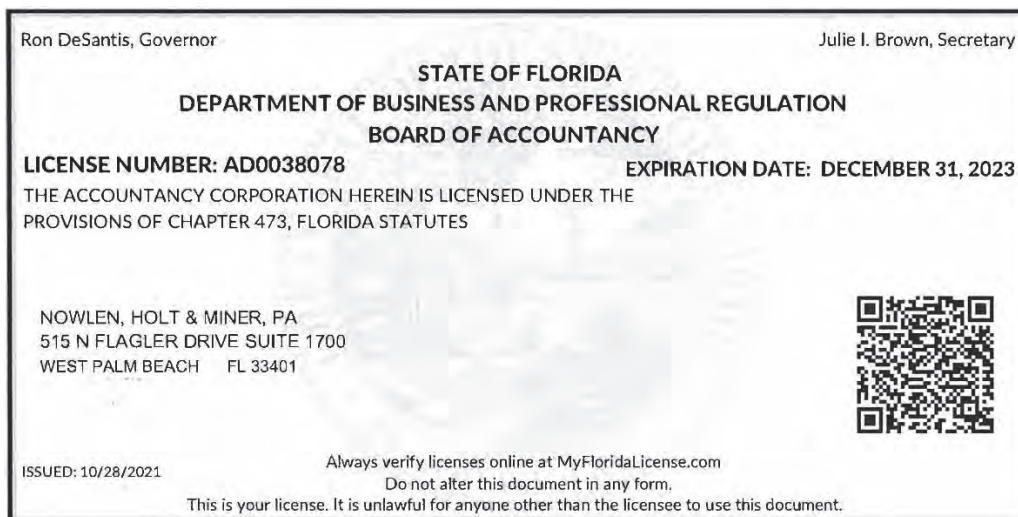 Ron DeSantis, Governor
Julie I. Brown, Secretary
STATE OF FLORIDA
DEPARTMENT OF BUSINESS AND PROFESSIONAL REGULATION
BOARD OF ACCOUNTANCY
LICENSE NUMBER: AD0038078
EXPIRATION DATE: DECEMBER 31, 2023
THE ACCOUNTANCY CORPORATION HEREIN IS LICENSED UNDER THE
PROVISIONS OF CHAPTER 473, FLORIDA STATUTES
NOWLEN, HOLT & MINER, PA
515 N FLAGLER DRIVE SUITE 1700
WEST PALM BEACH FL 33401
ISSUED: 10/28/2021
Always verify licenses online at MyFloridaLicense.com
Do not alter this document in any form.
This is your license. It is unlawful for anyone other than the licensee to use this document.